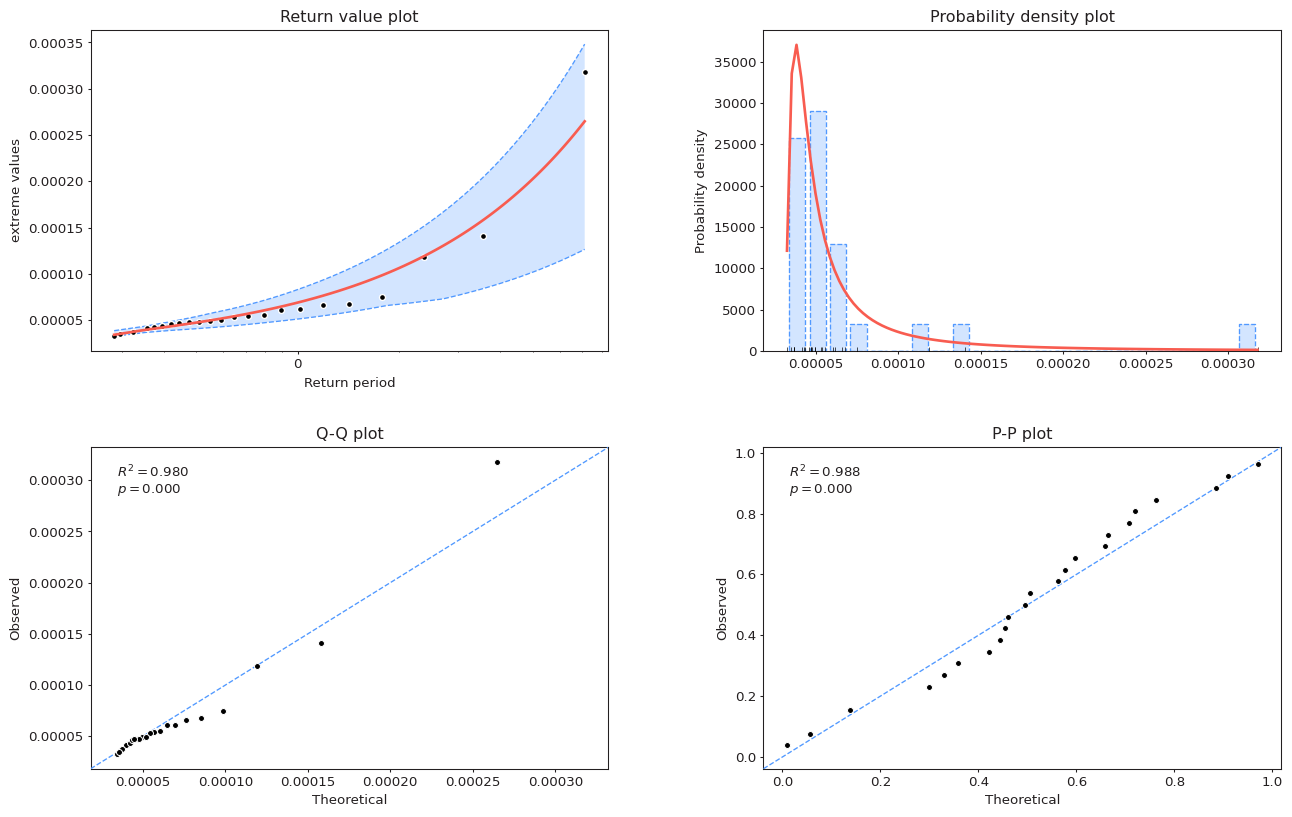 Return value plot
0.00035
0.00030
0.00025
0.00020
0.00015
0.00010
0.00005
extreme values
0
Return period
Probability density plot
35000
30000
25000
20000
15000
10000
5000
0
Probability density
0.00005 0.00010 0.00015 0.00020 0.00025 0.00030
Q-Q plot
R² = 0.980
p = 0.000
0.00030
0.00025
0.00020
0.00015
0.00010
0.00005
Observed
0.00005 0.00010 0.00015 0.00020 0.00025 0.00030
Theoretical
P-P plot
R² = 0.988
p = 0.000
1.0
0.8
0.6
0.4
0.2
0.0
Observed
0.0 0.2 0.4 0.6 0.8 1.0
Theoretical